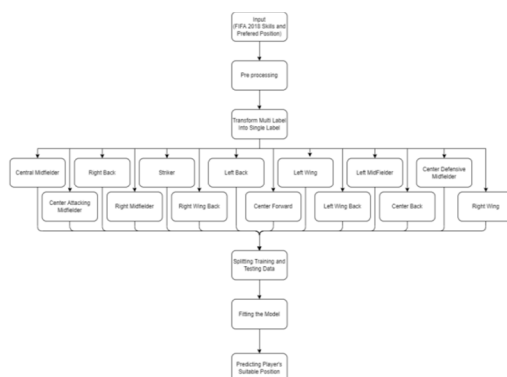 Input
(FIFA 2018 Skills and
Prefered Position)
Pre processing
Transform Multi Label
into Single Label
Central Midfielder
Right Back
Striker
Left Back
Left Wing
Left MidFielder
Center Defensive
Midfielder
Center Attacking
Midfielder
Right Midfielder
Right Wing Back
Center Forward
Left Wing Back
Center Back
Right Wing
Splitting Training and
Testing Data
Fitting the Model
Predicting Player's
Suitable Position